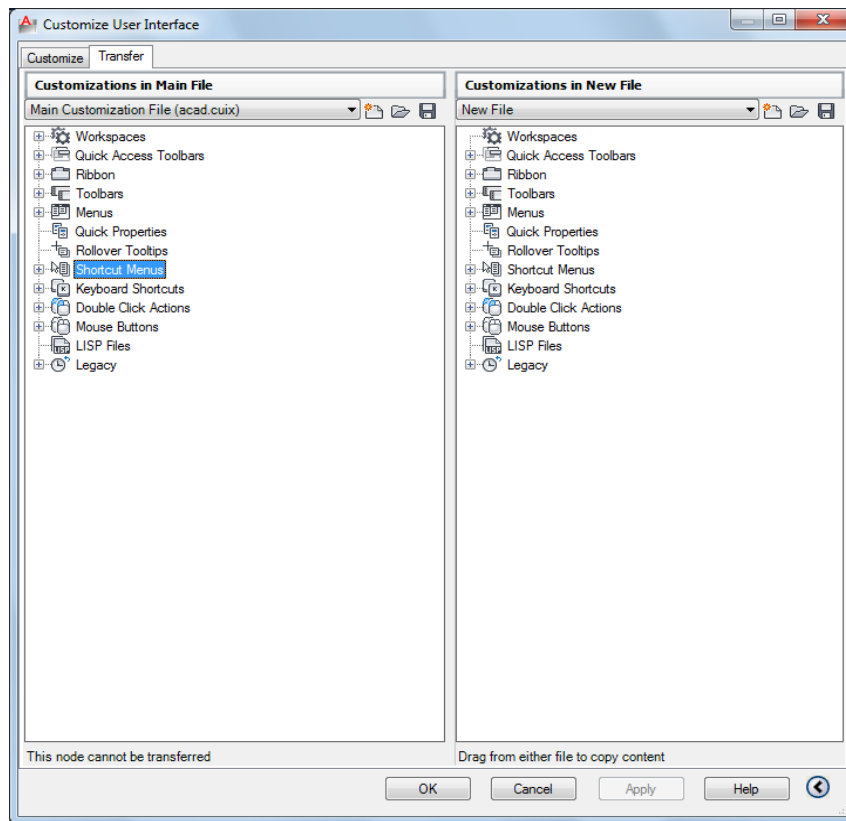 Customize User Interface
Customize Transfer
Customizations in Main File
Main Customization File (acad.cuix)
Workspaces
Quick Access Toolbars
Ribbon
Toolbars
Menus
Quick Properties
Rollover Tooltips
Shortcut Menus
Keyboard Shortcuts
Double Click Actions
Mouse Buttons
LISP Files
Legacy
This node cannot be transferred
Customizations in New File
New File
Workspaces
Quick Access Toolbars
Ribbon
Toolbars
Menus
Quick Properties
Rollover Tooltips
Shortcut Menus
Keyboard Shortcuts
Double Click Actions
Mouse Buttons
LISP Files
Legacy
Drag from either file to copy content
OK Cancel Apply Help